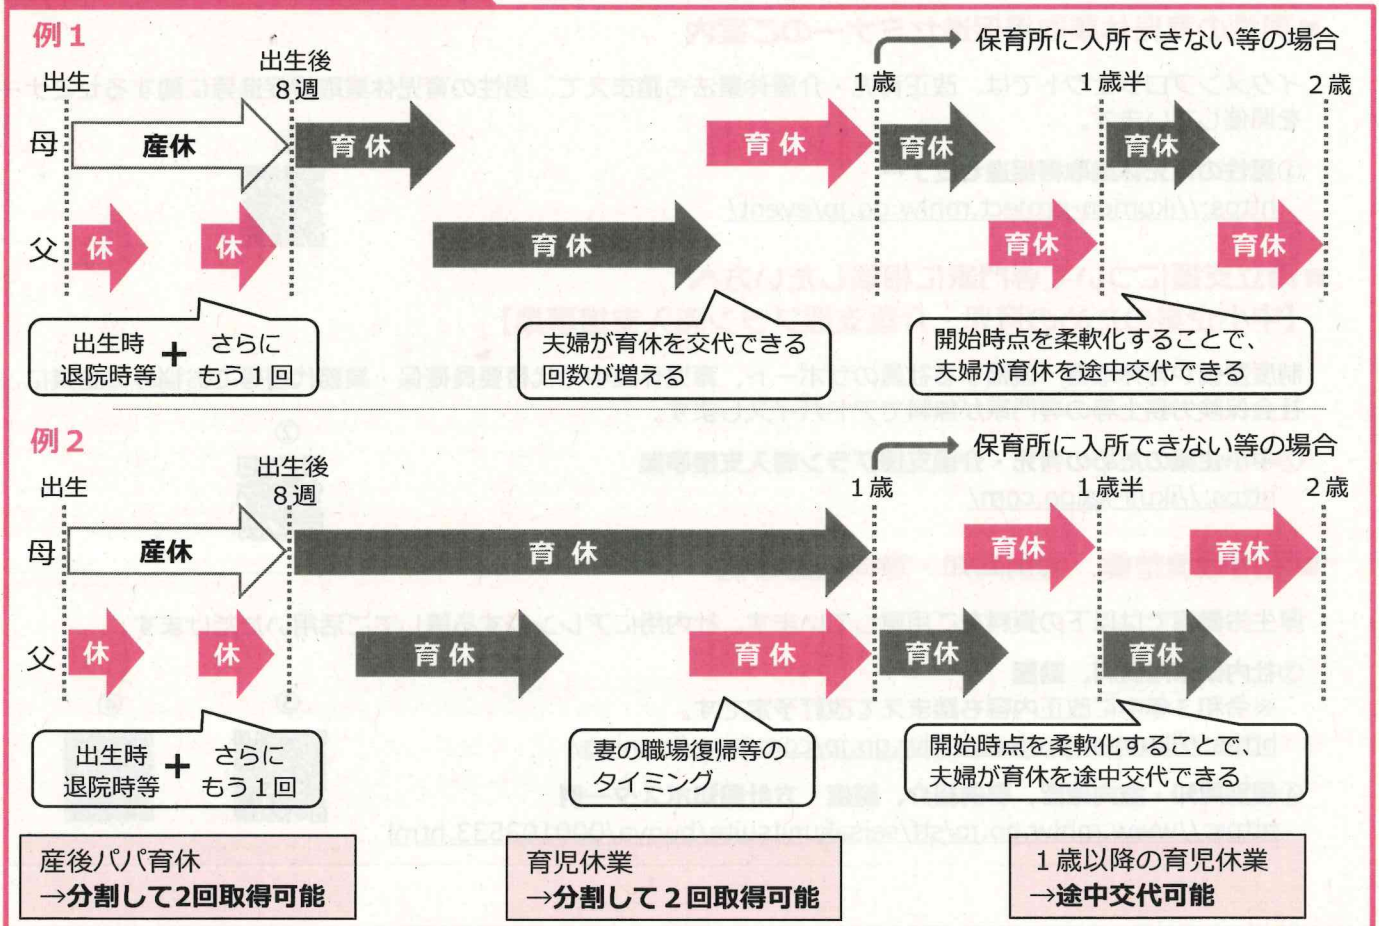 例１
保育所に入所できない等の場合
出生
出生後
８週
１歳
１歳半
２歳
母
産休
育休
育休
育休
育休
父
休
休
育休
育休
育休
出生時
退院時等
＋
さらに
もう１回
夫婦が育休を交代できる
回数が増える
開始時点を柔軟化することで、
夫婦が育休を途中交代できる
例２
保育所に入所できない等の場合
出生
出生後
８週
１歳
１歳半
２歳
母
産休
育休
育休
育休
父
休
休
育休
育休
育休
育休
出生時
退院時等
＋
さらに
もう１回
妻の職場復帰等の
タイミング
開始時点を柔軟化することで、
夫婦が育休を途中交代できる
産後パパ育休
→分割して2回取得可能
育児休業
→分割して２回取得可能
１歳以降の育児休業
→途中交代可能